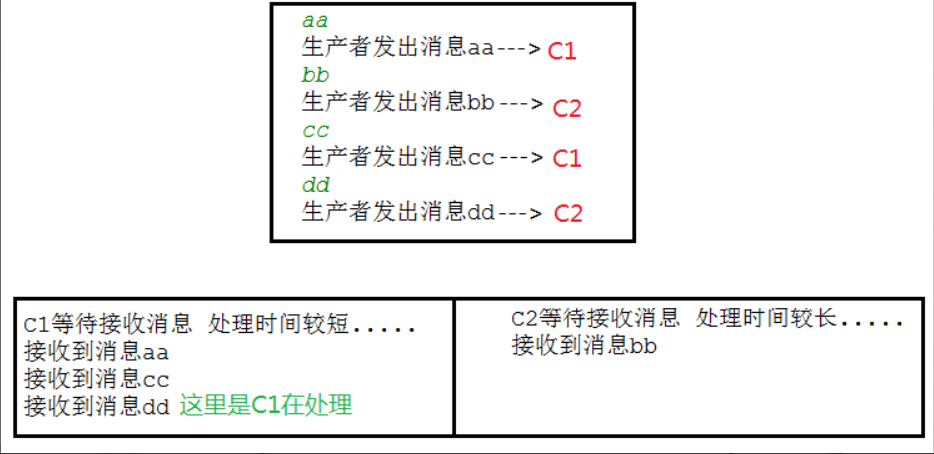 aa
生产者发出消息aa---> C1
bb
生产者发出消息bb---> C2
cc
生产者发出消息cc---> C1
dd
生产者发出消息dd---> C2
C1等待接收消息 处理时间较短.....
接收到消息aa
接收到消息cc
接收到消息dd 这里是C1在处理
C2等待接收消息 处理时间较长.....
接收到消息bb